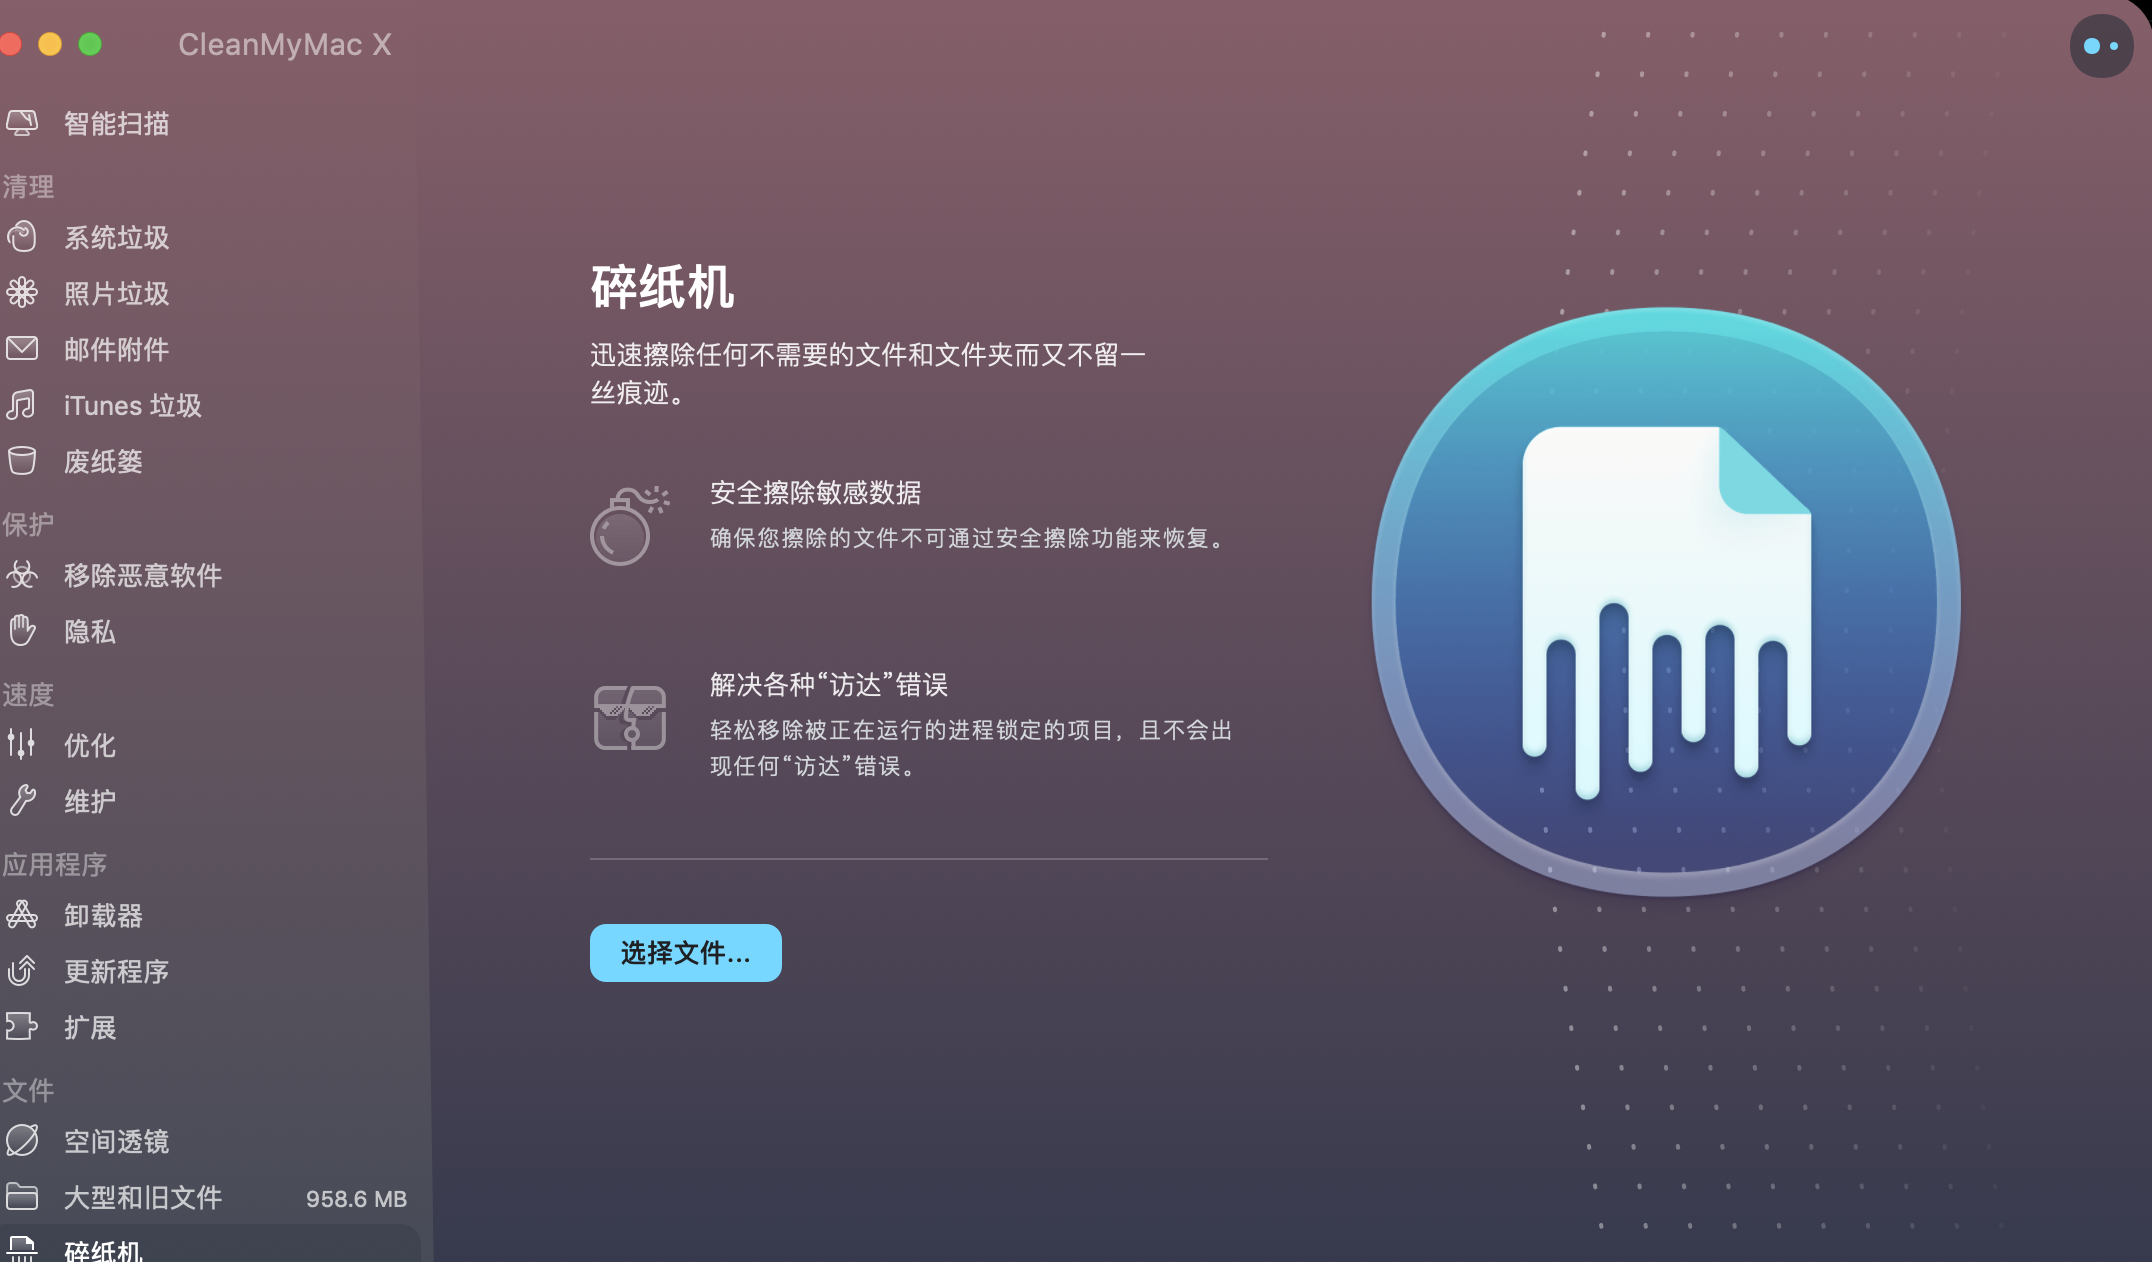 CleanMyMac X
智能扫描
清理
系统垃圾
照片垃圾
邮件附件
iTunes 垃圾
废纸篓
保护
移除恶意软件
隐私
速度
优化
维护
应用程序
卸载器
更新程序
扩展
文件
空间透镜
大型和旧文件 958.6 MB
碎纸机
碎纸机
迅速擦除任何不需要的文件和文件夹而又不留一
丝痕迹。
安全擦除敏感数据
确保您擦除的文件不可通过安全擦除功能来恢复。
解决各种“访达”错误
轻松移除被正在运行的进程锁定的项目，且不会出
现任何“访达”错误。
选择文件...